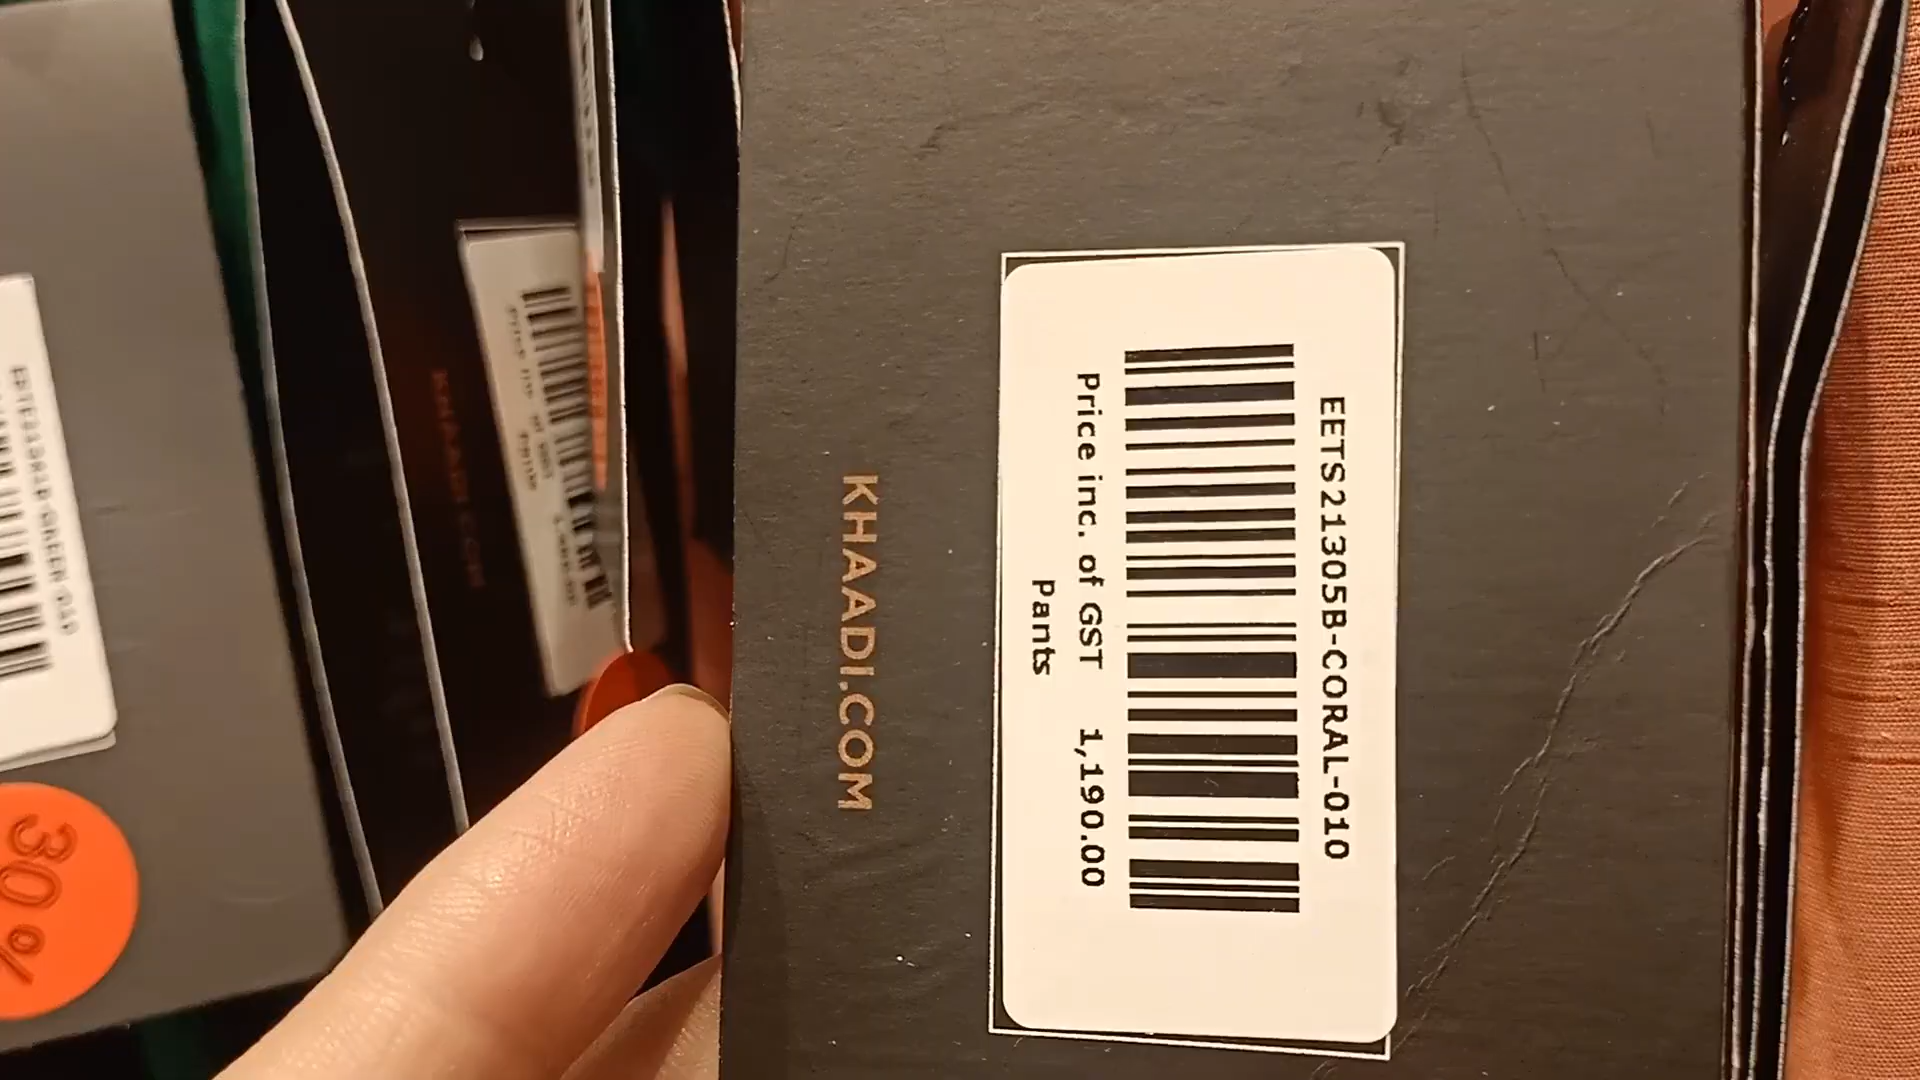 EETS21305B-CORAL-010
Price inc. of GST 1,190.00
Pants
KHAADI.COM
30%